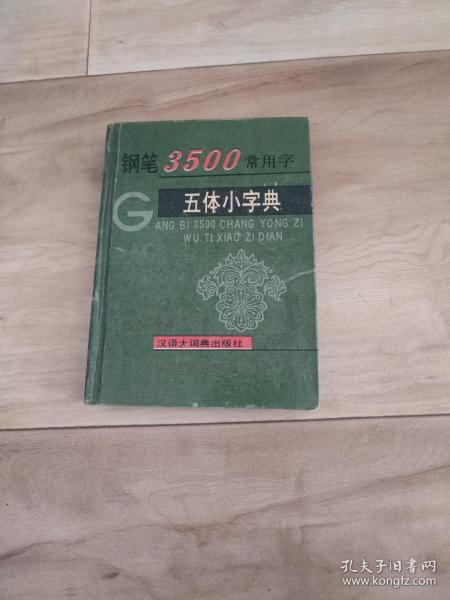 钢笔3500常用字
五体小字典
GANG BI 3500 CHANG YONG ZI
WU TI XIAO ZI DIAN
汉语大词典出版社
孔夫子旧书网
www.kongfz.com